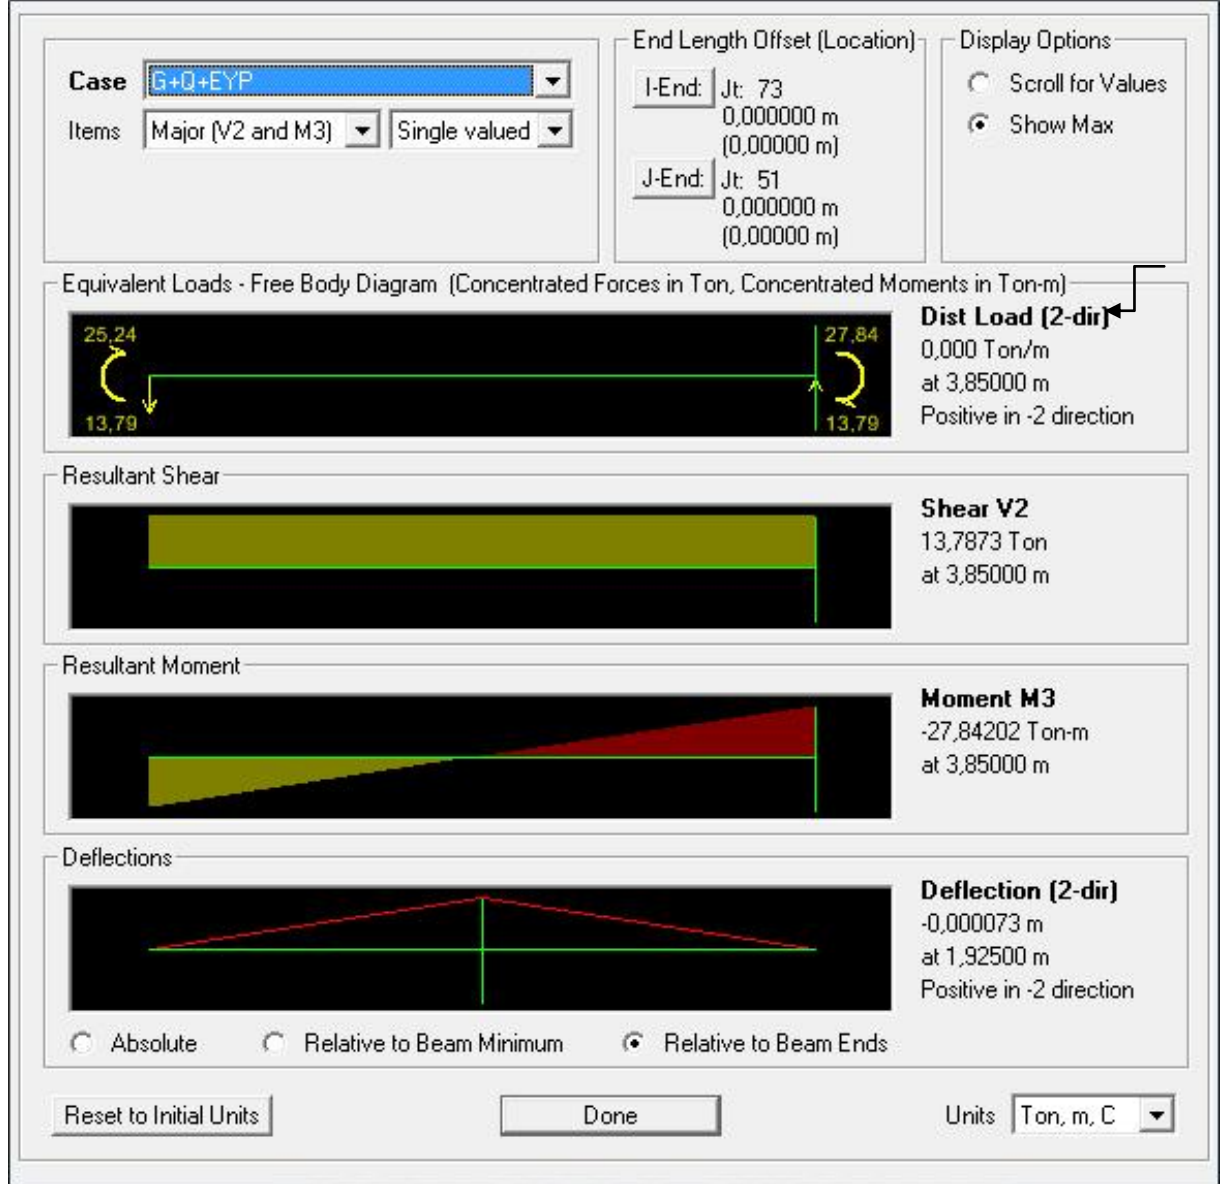 Case G+Q+EYP
Items Major (V2 and M3) Single valued
End Length Offset (Location)
I-End: Jt: 73
0,000000 m
(0,00000 m)
J-End: Jt: 51
0,000000 m
(0,00000 m)
Display Options
Scroll for Values
Show Max
Equivalent Loads - Free Body Diagram (Concentrated Forces in Ton, Concentrated Moments in Ton-m)
25,24
13,79
27,84
13,79
Dist Load (2-dir)
0,000 Ton/m
at 3,85000 m
Positive in -2 direction
Resultant Shear
Shear V2
13,7873 Ton
at 3,85000 m
Resultant Moment
Moment M3
-27,84202 Ton-m
at 3,85000 m
Deflections
Deflection (2-dir)
-0,000073 m
at 1,92500 m
Positive in -2 direction
Absolute Relative to Beam Minimum Relative to Beam Ends
Reset to Initial Units Done Units Ton, m, C